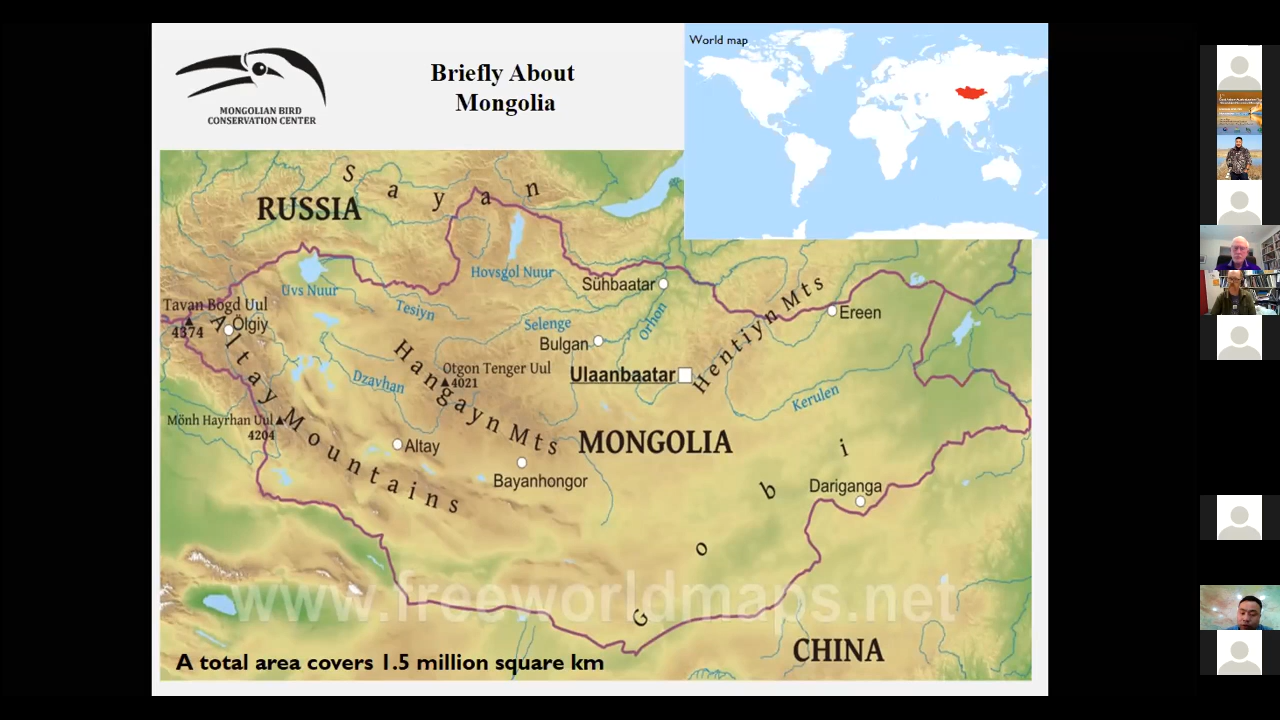 MONGOLIAN BIRD
CONSERVATION CENTER
Briefly About
Mongolia
World map
RUSSIA
Sayan
Hovsgol Nuur
Sühbaatar
Uvs Nuur
Tesiyn
Tavan Bogd Uul
4374
Ölgiy
Selenge
Orhon
Bulgan
Hentiyn Mts
Ereen
Ulaanbaatar
Otgon Tenger Uul
4021
Dzavhan
Hangayn Mts
Kerulen
Altay Mountains
Mönh Hayrhan Uul
4204
Altay
MONGOLIA
Bayanhongor
Dariganga
Gobi
www.freeworldmaps.net
CHINA
A total area covers 1.5 million square km